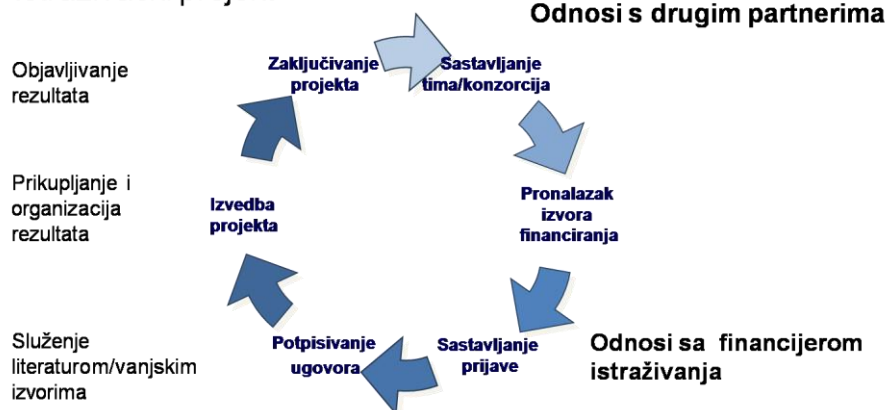 Odnosi s drugim partnerima
Objavljivanje
rezultata
Zaključivanje
projekta
Sastavljanje
tima/konzorcija
Prikupljanje i
organizacija
rezultata
Izvedba
projekta
Pronalazak
izvora
financiranja
Služenje
literaturom/vanjskim
izvorima
Potpisivanje
ugovora
Sastavljanje
prijave
Odnosi sa financijerom
istraživanja